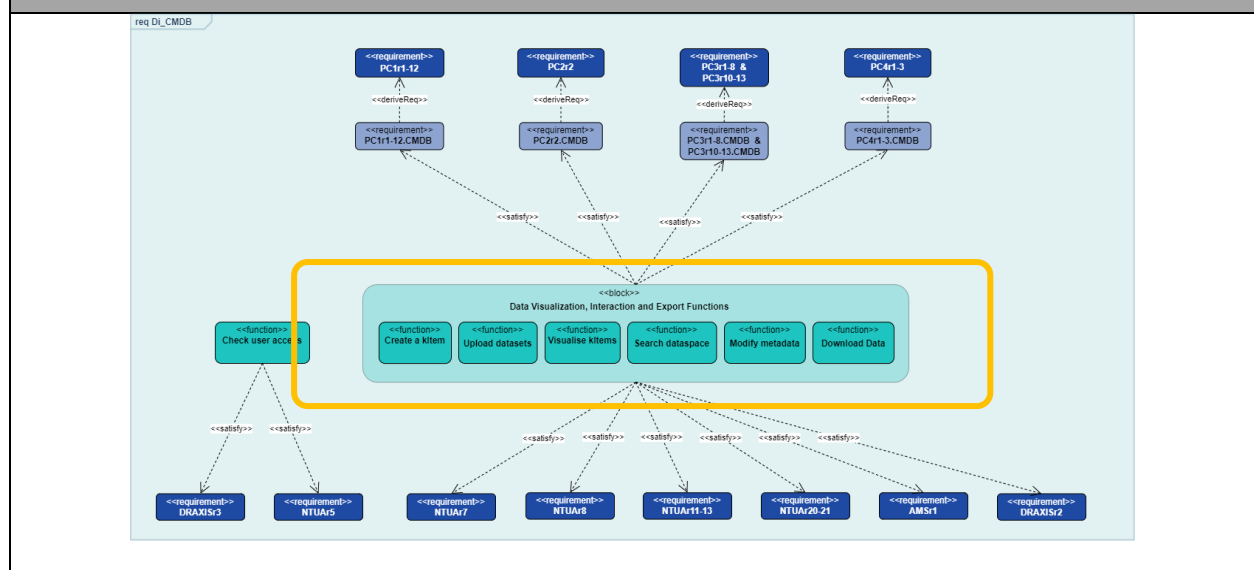 req Di_CMDB
<<requirement>>
PC1r1-12
<<requirement>>
PC2r2
<<requirement>>
PC3r1-8 &
PC3r10-13
<<requirement>>
PC4r1-3
<<deriveReq>>
<<deriveReq>>
<<deriveReq>>
<<deriveReq>>
<<requirement>>
PC1r1-12.CMDB
<<requirement>>
PC2r2.CMDB
<<requirement>>
PC3r1-8.CMDB &
PC3r10-13.CMDB
<<requirement>>
PC4r1-3.CMDB
<<satisfy>>
<<satisfy>>
<<satisfy>>
<<satisfy>>
<<block>>
Data Visualization, Interaction and Export Functions
<<function>>
Check user access
<<function>>
Create a kItem
<<function>>
Upload datasets
<<function>>
Visualise kItems
<<function>>
Search dataspace
<<function>>
Modify metadata
<<function>>
Download Data
<<satisfy>>
<<satisfy>>
<<satisfy>>
<<satisfy>>
<<satisfy>>
<<satisfy>>
<<satisfy>>
<<satisfy>>
<<requirement>>
DRAXISr3
<<requirement>>
NTUAr5
<<requirement>>
NTUAr7
<<requirement>>
NTUAr8
<<requirement>>
NTUAr11-13
<<requirement>>
NTUAr20-21
<<requirement>>
AMSr1
<<requirement>>
DRAXISr2